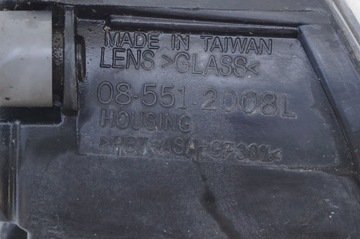 MADE IN TAIWAN
LENS >GLASS<
08-551-2008L
HOUSING